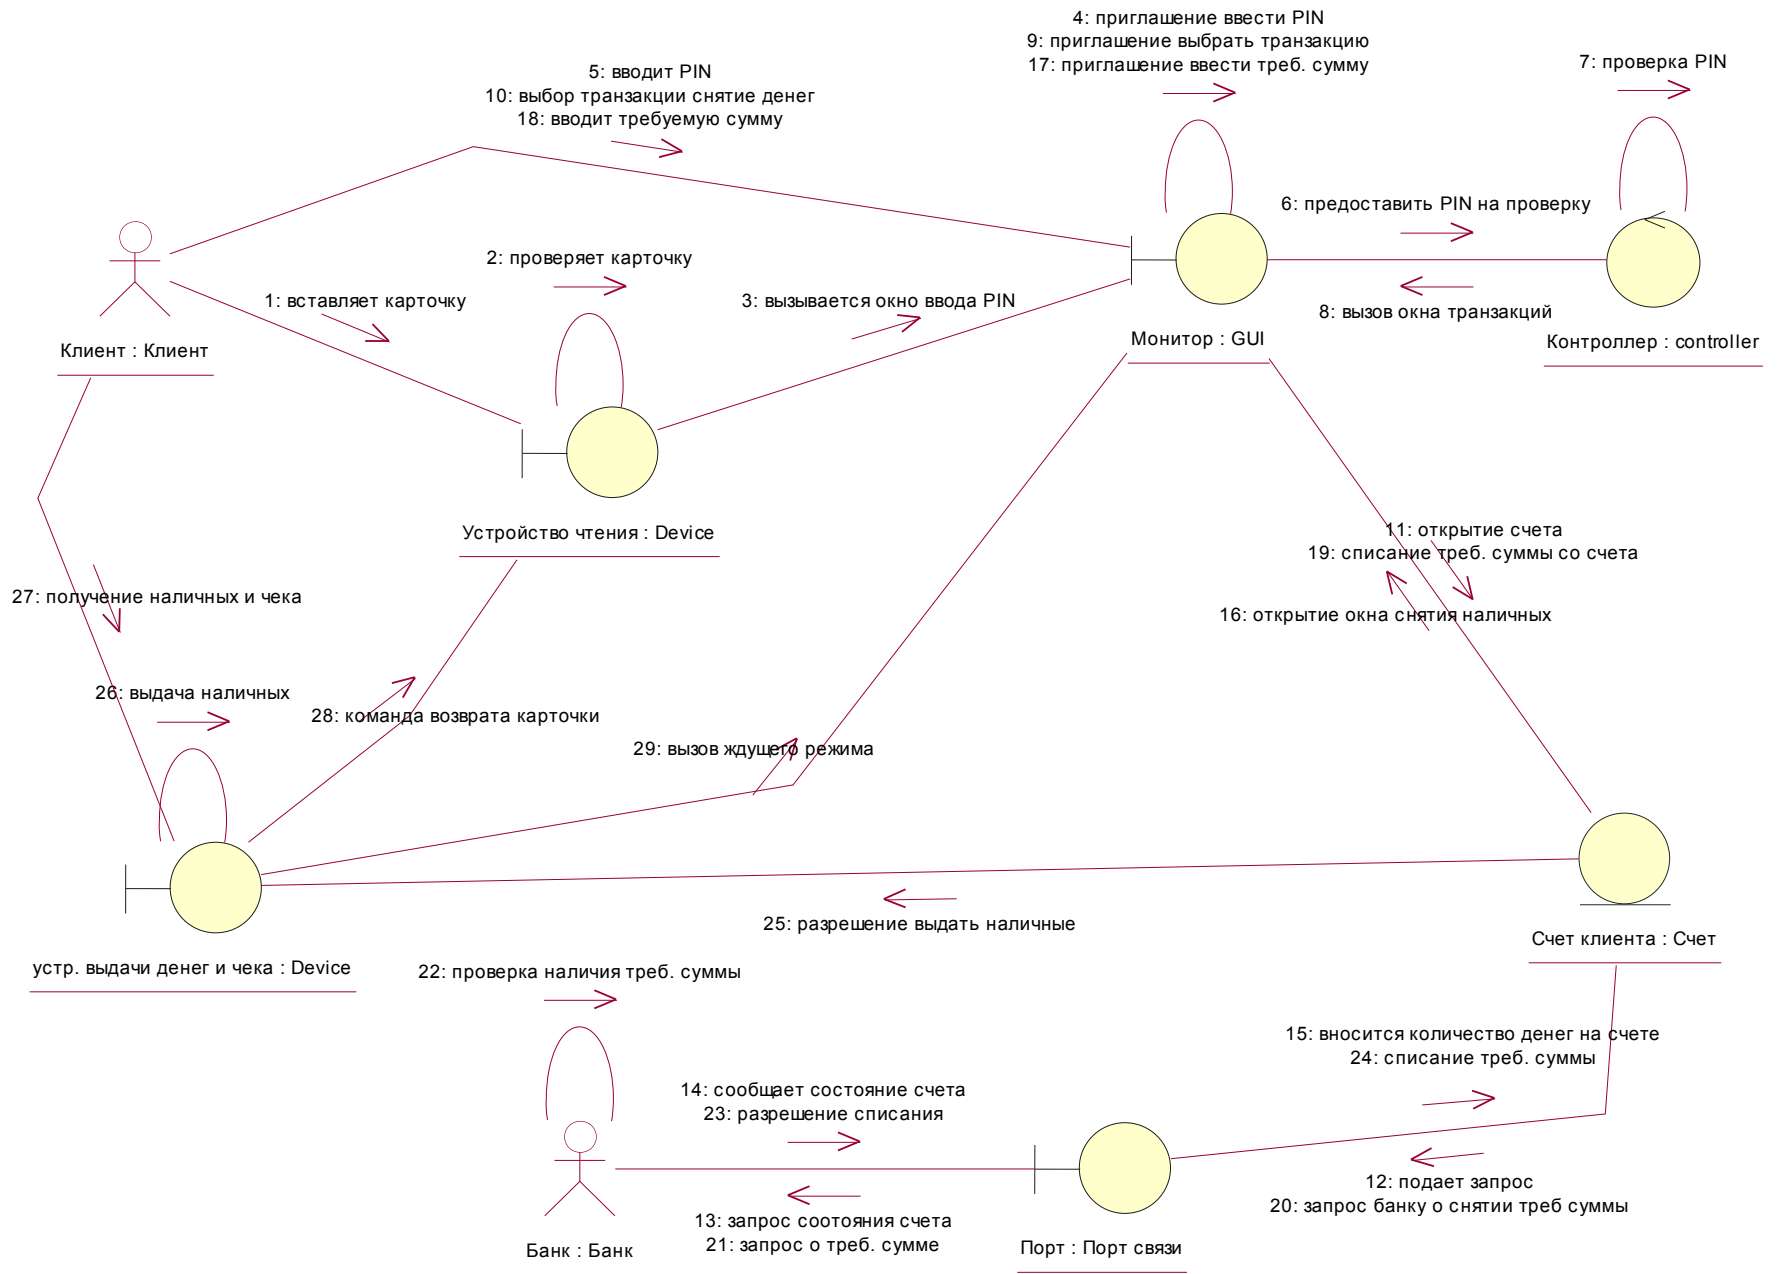 4: приглашение ввести PIN
9: приглашение выбрать транзакцию
17: приглашение ввести треб. сумму
7: проверка PIN
5: вводит PIN
10: выбор транзакции снятие денег
18: вводит требуемую сумму
6: предоставить PIN на проверку
2: проверяет карточку
1: вставляет карточку
3: вызывается окно ввода PIN
8: вызов окна транзакций
Клиент : Клиент
Монитор : GUI
Контроллер : controller
Устройство чтения : Device
11: открытие счета
19: списание треб. суммы со счета
27: получение наличных и чека
16: открытие окна снятия наличных
26: выдача наличных
28: команда возврата карточки
29: вызов ждущего режима
25: разрешение выдать наличные
Счет клиента : Счет
устр. выдачи денег и чека : Device
22: проверка наличия треб. суммы
15: вносится количество денег на счете
24: списание треб. суммы
14: сообщает состояние счета
23: разрешение списания
12: подает запрос
20: запрос банку о снятии треб суммы
13: запрос соотояния счета
21: запрос о треб. сумме
Банк : Банк
Порт : Порт связи